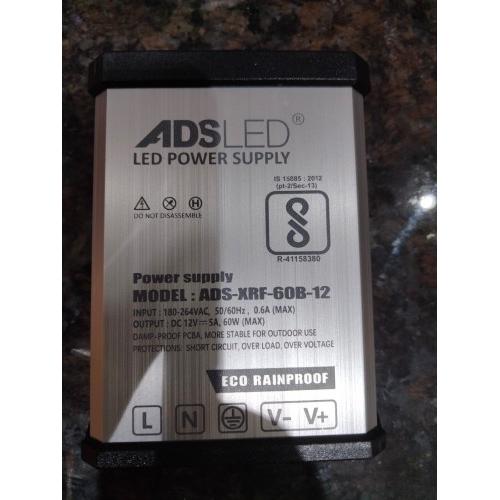 ADSLED®
LED POWER SUPPLY
IS 15885 : 2012
(pt-2/Sec-13)
R-41158380
DO NOT DISASSEMBLE
Power supply
MODEL : ADS-XRF-60B-12
INPUT : 180-264VAC, 50/60Hz , 0.6A (MAX)
OUTPUT : DC 12V⎓5A, 60W (MAX)
DAMP-PROOF PCBA, MORE STABLE FOR OUTDOOR USE
PROTECTIONS: SHORT CIRCUIT, OVER LOAD, OVER VOLTAGE
ECO RAINPROOF
L N V- V+